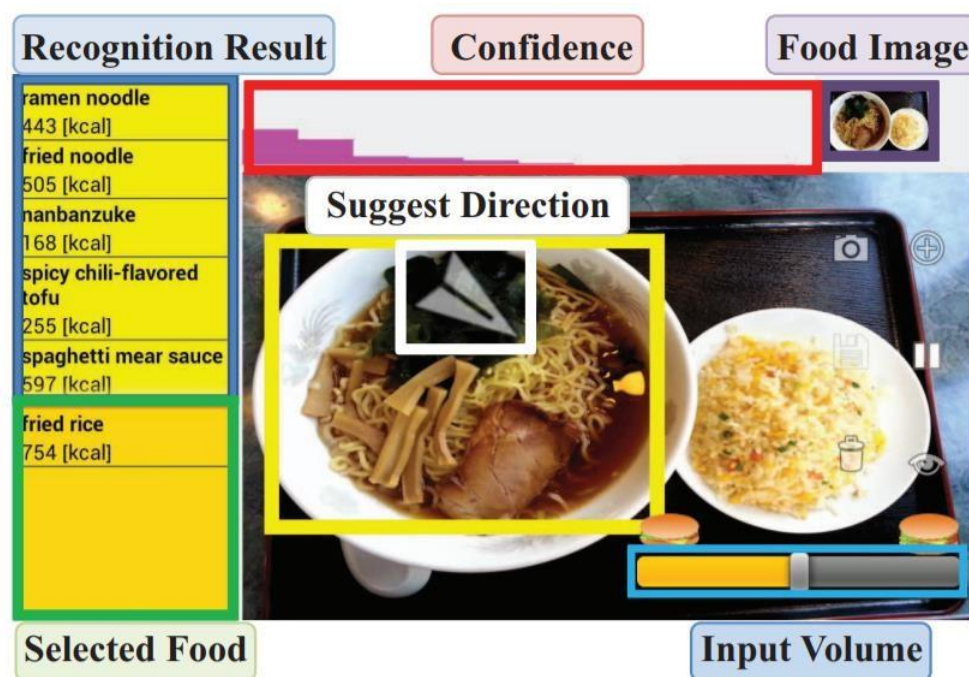 Recognition Result
Confidence
Food Image
ramen noodle
443 [kcal]
fried noodle
505 [kcal]
nanbanzuke
168 [kcal]
spicy chili-flavored
tofu
255 [kcal]
spaghetti mear sauce
597 [kcal]
fried rice
754 [kcal]
Suggest Direction
Selected Food
Input Volume